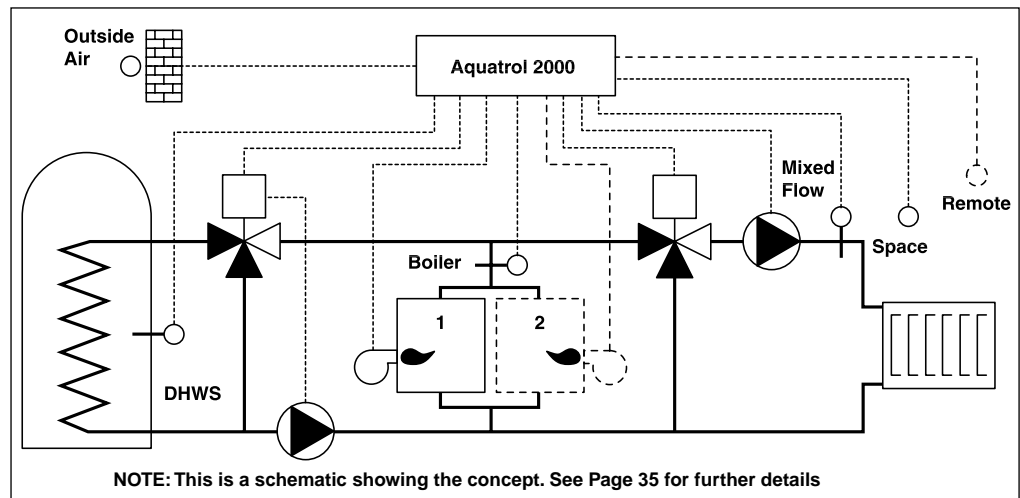 Outside
Air
Aquatrol 2000
Mixed
Flow
Remote
Space
Boiler
1
2
DHWS
NOTE: This is a schematic showing the concept. See Page 35 for further details